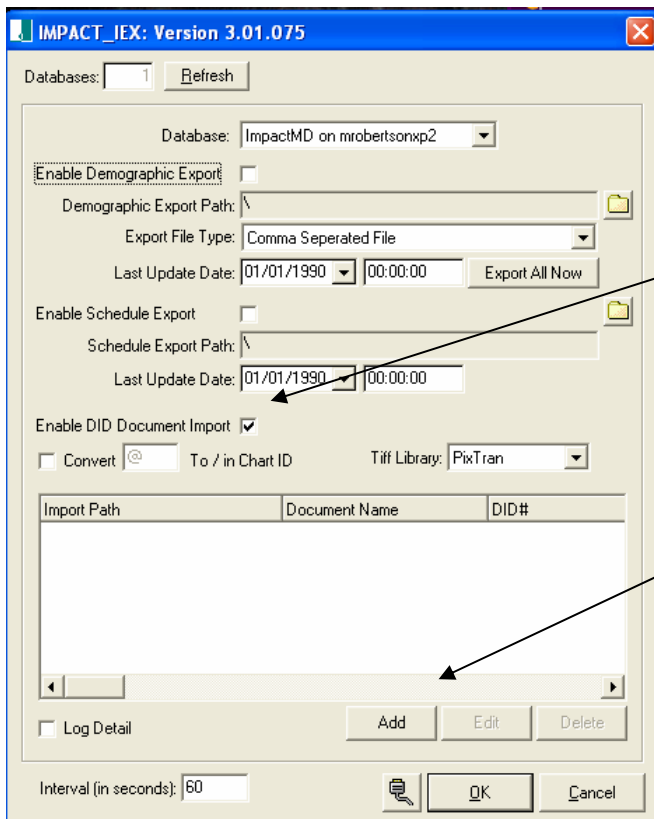 IMPACT_IEX: Version 3.01.075
Databases: 1 Refresh
Database: ImpactMD on mrobertsonxp2
Enable Demographic Export
Demographic Export Path: \
Export File Type: Comma Seperated File
Last Update Date: 01/01/1990 00:00:00 Export All Now
Enable Schedule Export
Schedule Export Path: \
Last Update Date: 01/01/1990 00:00:00
Enable DID Document Import
Convert @ To / in Chart ID Tiff Library: PixTran
Import Path Document Name DID#
Log Detail Add Edit Delete
Interval (in seconds): 60 OK Cancel